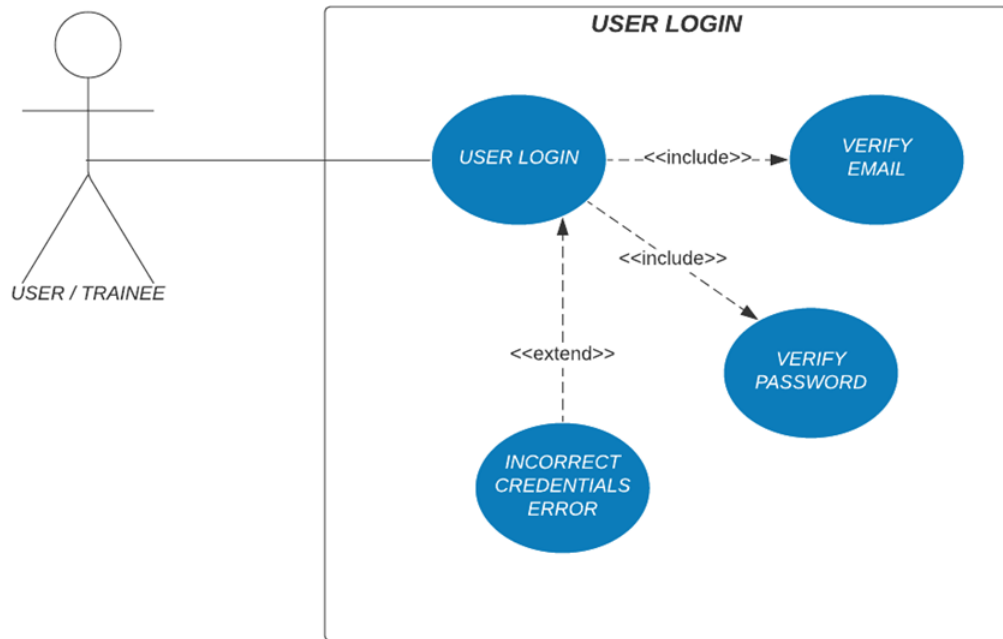 USER LOGIN
USER LOGIN
<<include>>
VERIFY
EMAIL
<<include>>
USER / TRAINEE
<<extend>>
VERIFY
PASSWORD
INCORRECT
CREDENTIALS
ERROR